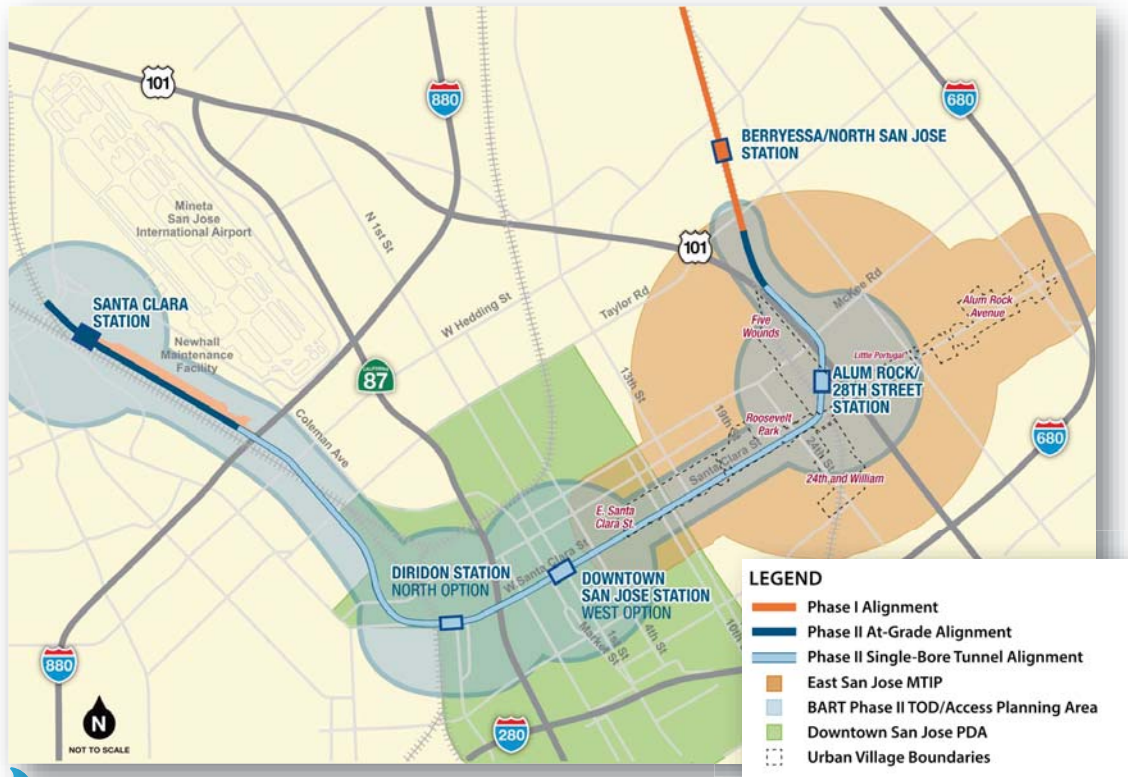 101
880
680
BERRYESSA/NORTH SAN JOSE
STATION
Mineta
San Jose
International Airport
N 1st St
101
SANTA CLARA
STATION
W Hedding St
Taylor Rd
McKee Rd
Alum Rock
Avenue
Five
Wounds
Newhall
Maintenance
Facility
Little Portugal
CALIFORNIA
87
ALUM ROCK/
28TH STREET
STATION
13th St
Coleman Ave
19th St
Roosevelt
Park
680
Santa Clara St
24th St
24th and William
E. Santa
Clara St.
DIRIDON STATION
NORTH OPTION
W Santa Clara St
DOWNTOWN
SAN JOSE STATION
WEST OPTION
Market St
1st St
4th St
10th
880
280
N
NOT TO SCALE
LEGEND
Phase I Alignment
Phase II At-Grade Alignment
Phase II Single-Bore Tunnel Alignment
East San Jose MTIP
BART Phase II TOD/Access Planning Area
Downtown San Jose PDA
Urban Village Boundaries